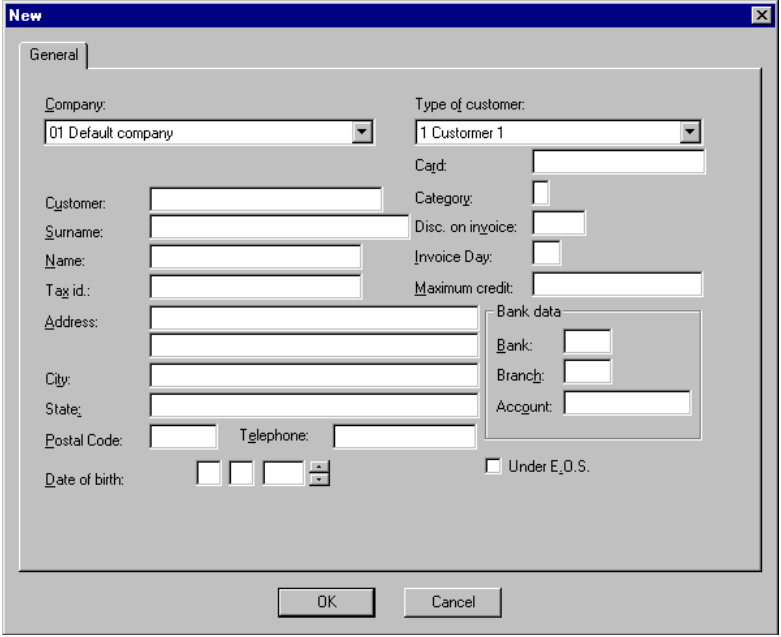 New
General
Company:
Type of customer:
01 Default company
1 Custormer 1
Card:
Customer:
Category:
Surname:
Disc. on invoice:
Name:
Invoice Day:
Tax id.:
Maximum credit:
Address:
Bank data
Bank:
City:
Branch:
State:
Account:
Postal Code:
Telephone:
Date of birth:
Under E.O.S.
OK
Cancel